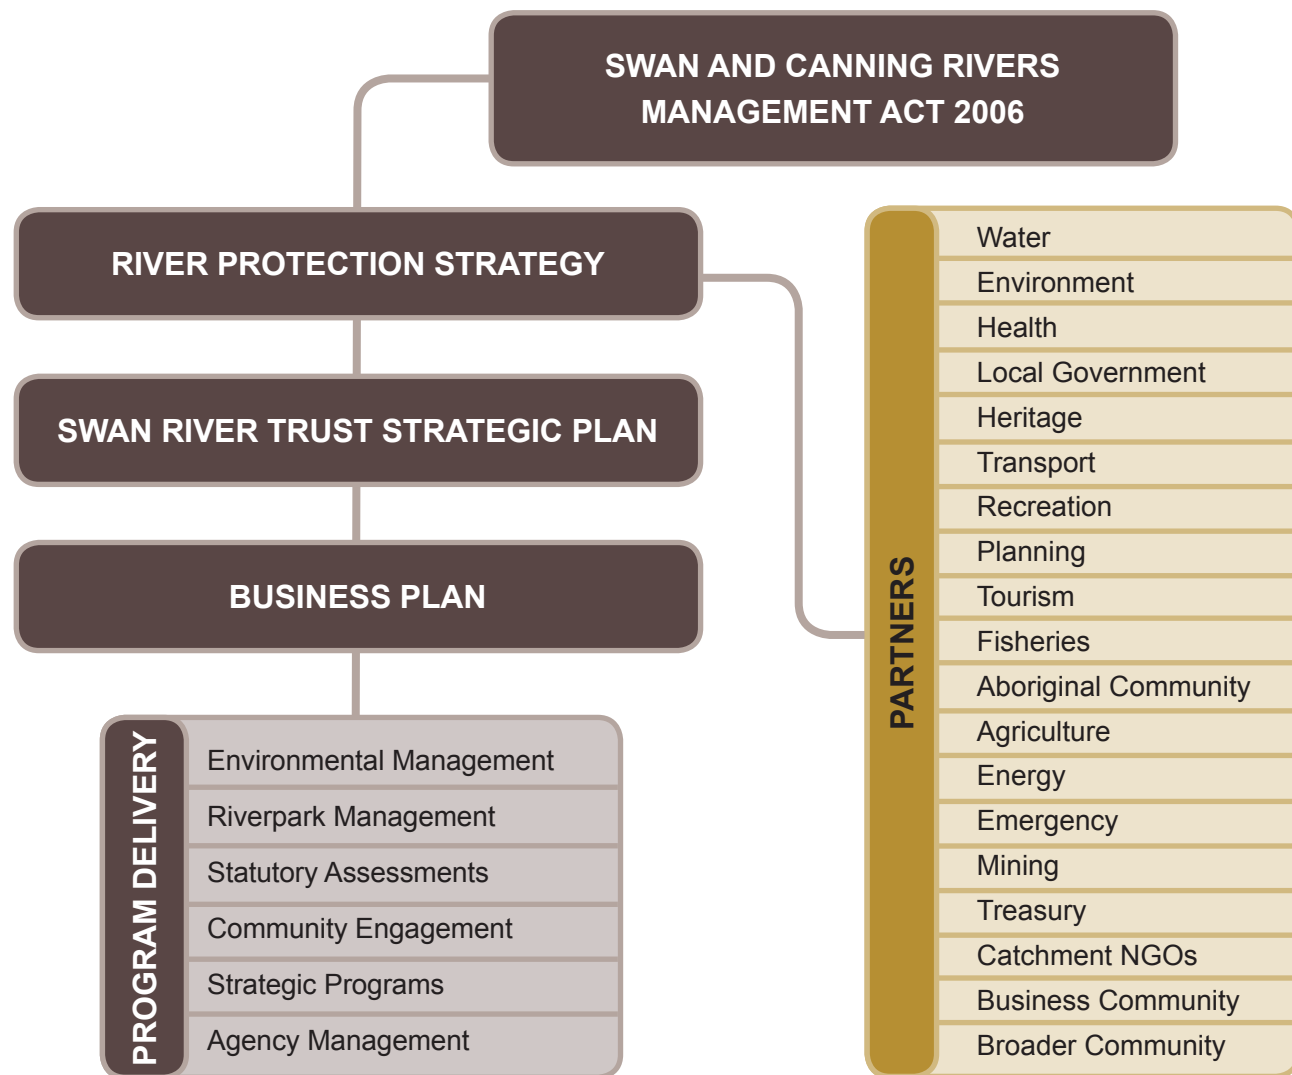 SWAN AND CANNING RIVERS
MANAGEMENT ACT 2006
RIVER PROTECTION STRATEGY
SWAN RIVER TRUST STRATEGIC PLAN
BUSINESS PLAN
PROGRAM DELIVERY
Environmental Management
Riverpark Management
Statutory Assessments
Community Engagement
Strategic Programs
Agency Management
PARTNERS
Water
Environment
Health
Local Government
Heritage
Transport
Recreation
Planning
Tourism
Fisheries
Aboriginal Community
Agriculture
Energy
Emergency
Mining
Treasury
Catchment NGOs
Business Community
Broader Community